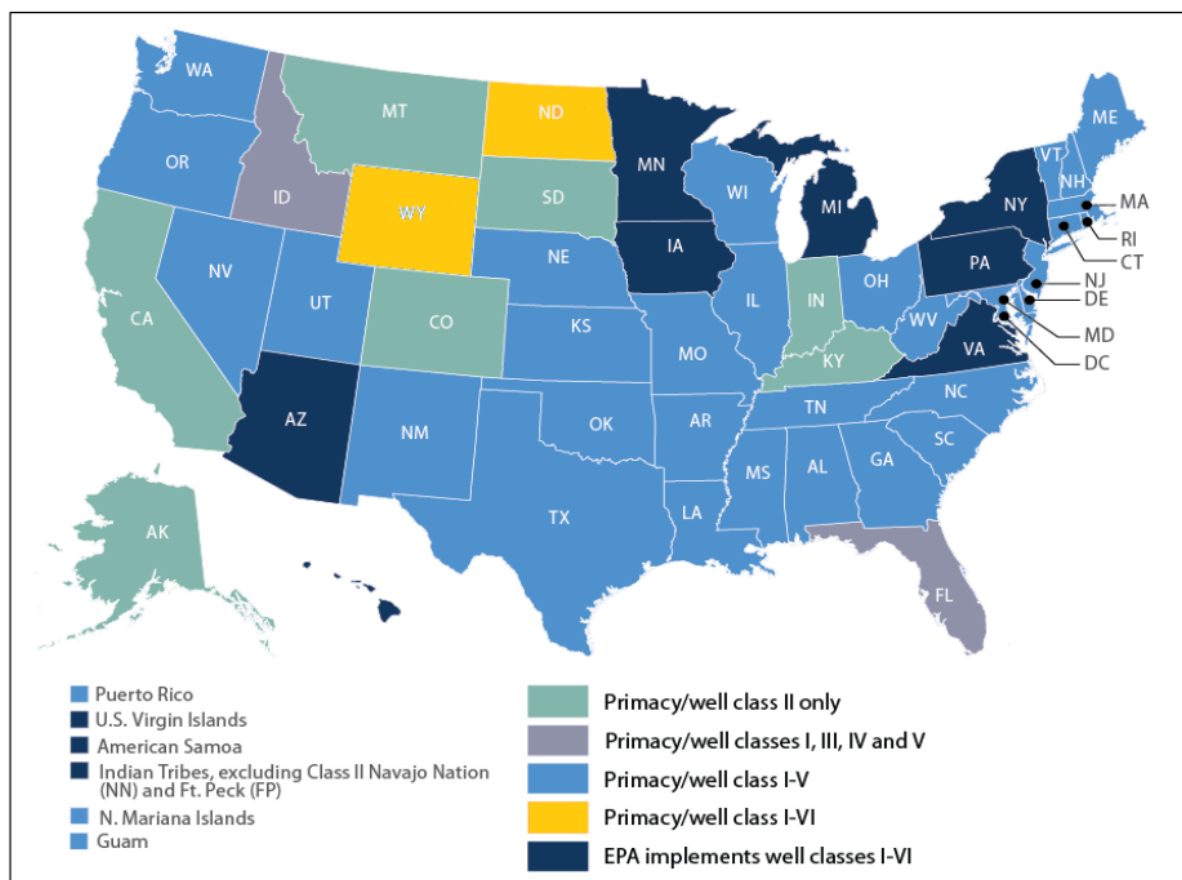 WA
MT
ND
ME
OR
ID
MN
VT
NH
WY
SD
WI
MI
NY
MA
RI
CT
IA
PA
NJ
DE
NV
NE
IL
IN
OH
MD
DC
UT
CO
KS
MO
WV
VA
CA
KY
AZ
NM
OK
AR
TN
NC
TX
LA
MS
AL
GA
SC
AK
FL
Puerto Rico
U.S. Virgin Islands
American Samoa
Indian Tribes, excluding Class II Navajo Nation
(NN) and Ft. Peck (FP)
N. Mariana Islands
Guam
Primacy/well class II only
Primacy/well classes I, III, IV and V
Primacy/well class I-V
Primacy/well class I-VI
EPA implements well classes I-VI